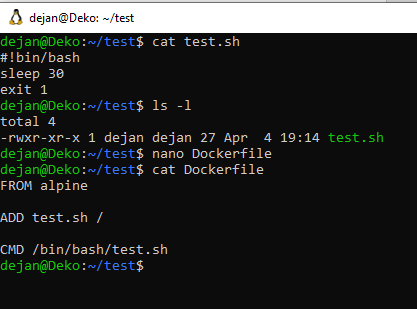 dejan@Deko: ~/test
dejan@Deko:~/test$ cat test.sh
#!bin/bash
sleep 30
exit 1
dejan@Deko:~/test$ ls -l
total 4
-rwxr-xr-x 1 dejan dejan 27 Apr  4 19:14 test.sh
dejan@Deko:~/test$ nano Dockerfile
dejan@Deko:~/test$ cat Dockerfile
FROM alpine
ADD test.sh /
CMD /bin/bash/test.sh
dejan@Deko:~/test$